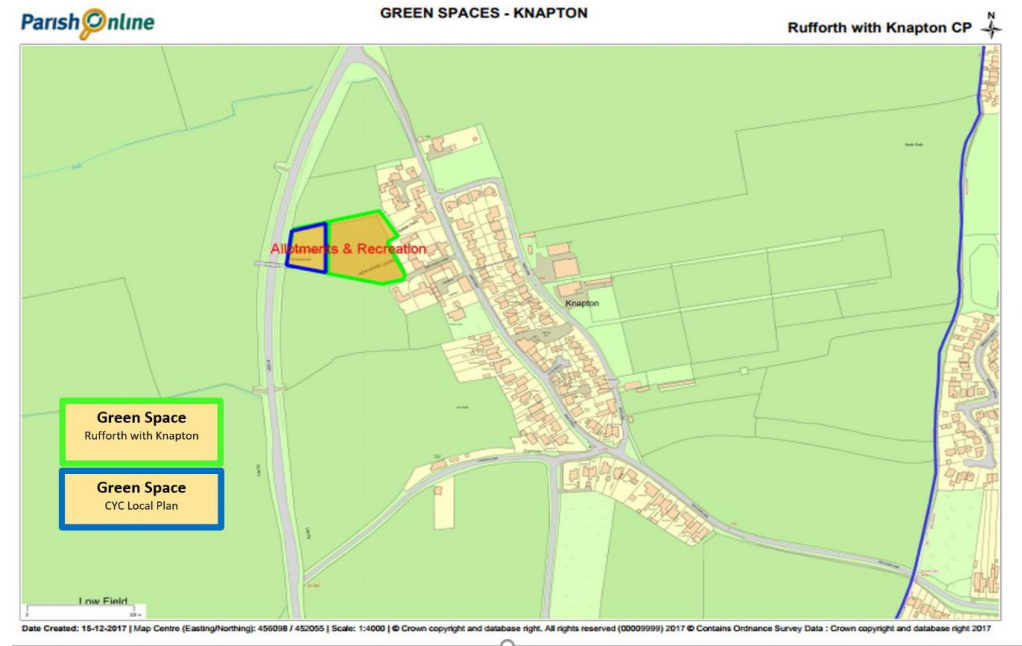 Parish Online
GREEN SPACES - KNAPTON
Rufforth with Knapton CP
N
Allotments & Recreation
Knapton
Green Space
Rufforth with Knapton
Green Space
CYC Local Plan
Low Field
Date Created: 15-12-2017 | Map Centre (Easting/Northing): 456098 / 452055 | Scale: 1:4000 | © Crown copyright and database right. All rights reserved (00009999) 2017 © Contains Ordnance Survey Data : Crown copyright and database right 2017